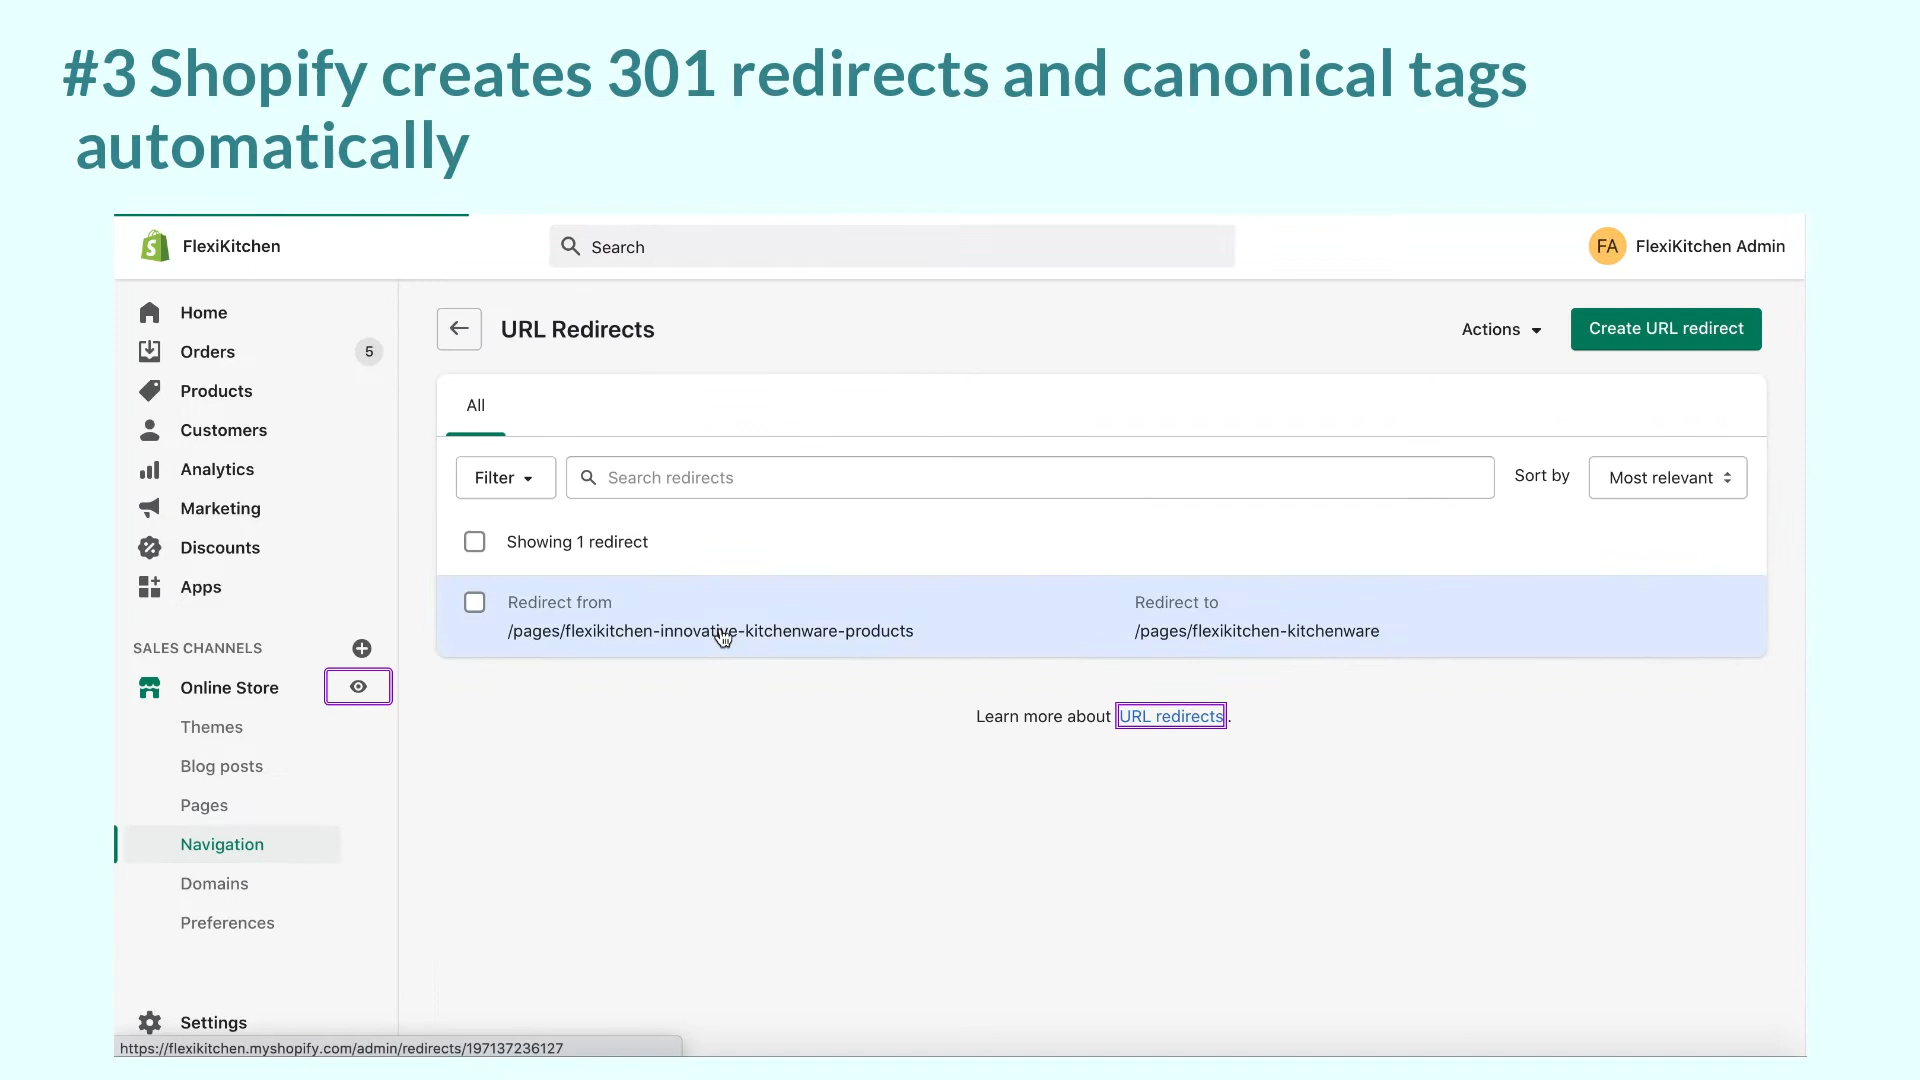 #3 Shopify creates 301 redirects and canonical tags
automatically
FlexiKitchen
Search
FA FlexiKitchen Admin
Home
Orders 5
Products
Customers
Analytics
Marketing
Discounts
Apps
SALES CHANNELS
Online Store
Themes
Blog posts
Pages
Navigation
Domains
Preferences
Settings
URL Redirects
Actions
Create URL redirect
All
Filter
Search redirects
Sort by
Most relevant
Showing 1 redirect
Redirect from
/pages/flexikitchen-innovative-kitchenware-products
Redirect to
/pages/flexikitchen-kitchenware
Learn more about URL redirects.
https://flexikitchen.myshopify.com/admin/redirects/197137236127